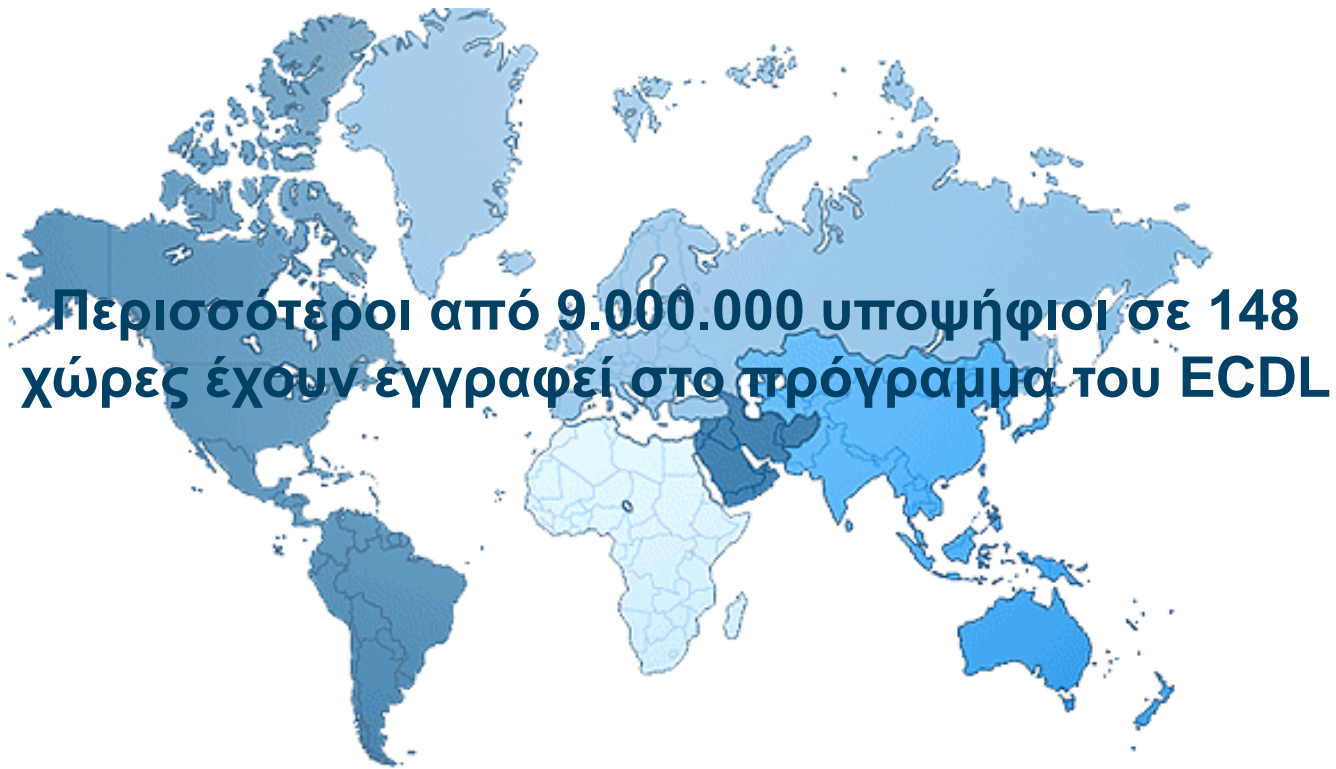 Περισσότεροι από 9.000.000 υποψήφιοι σε 148
χώρες έχουν εγγραφεί στο πρόγραμμα του ECDL